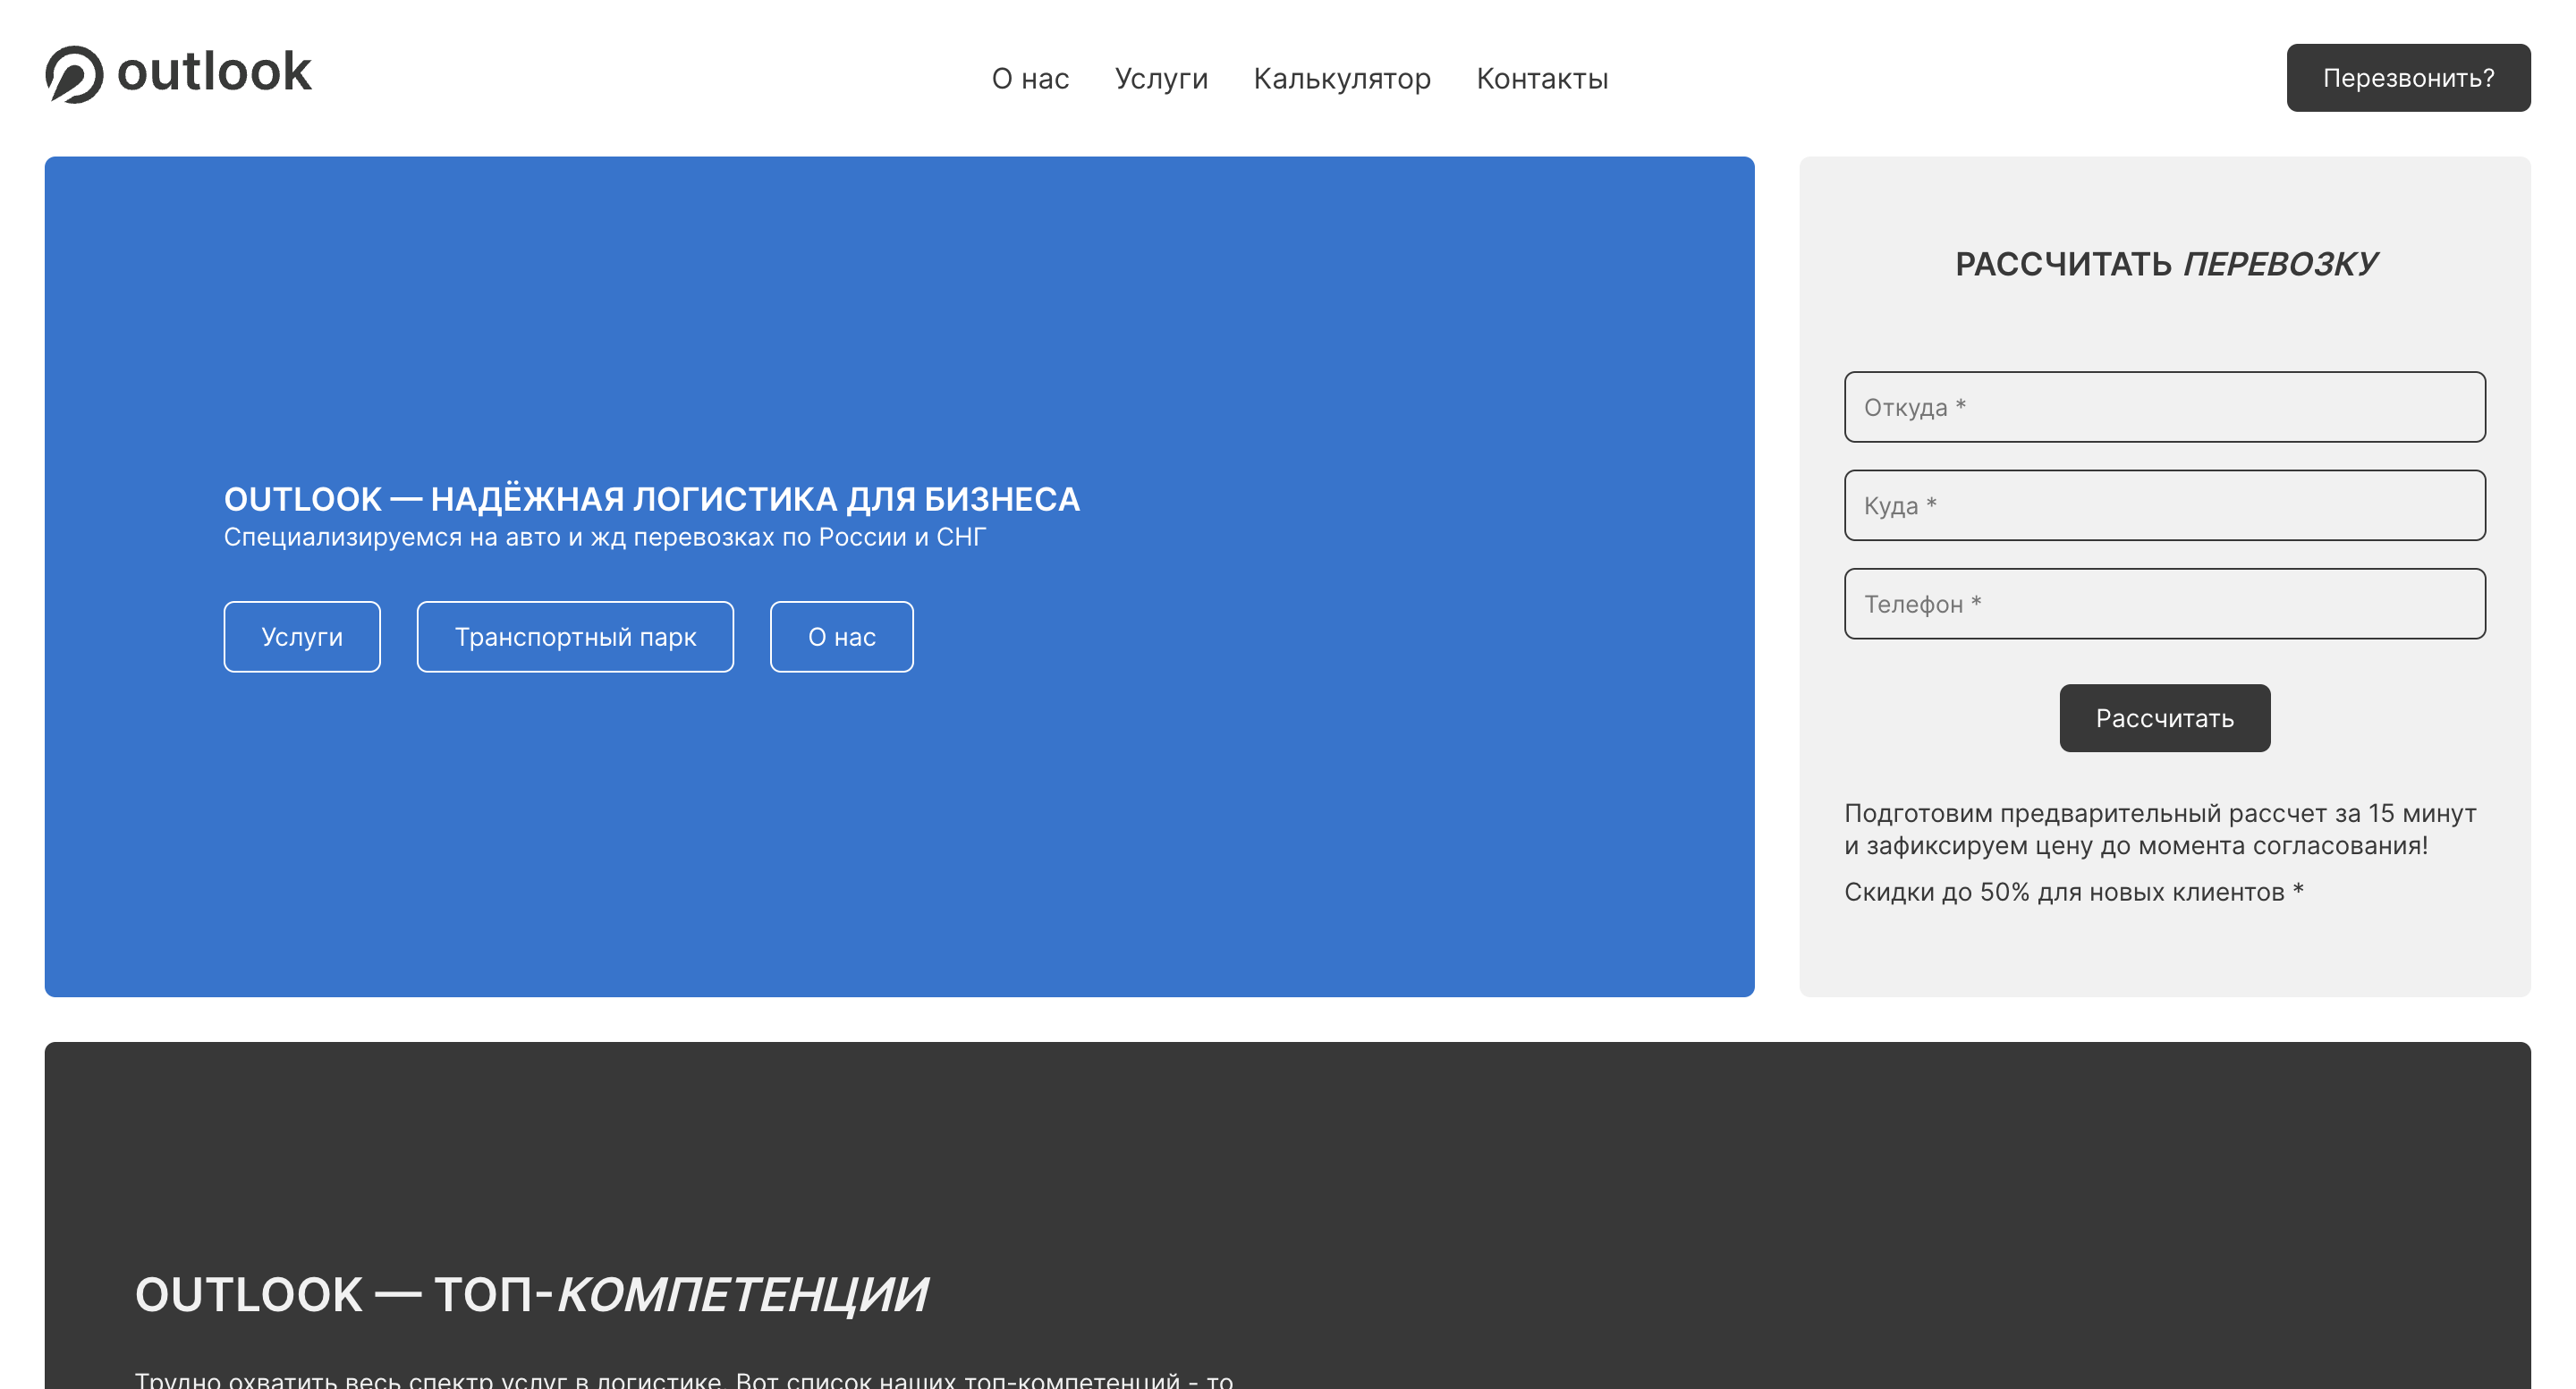 outlook
О нас Услуги Калькулятор Контакты
Перезвонить?
OUTLOOK — НАДЁЖНАЯ ЛОГИСТИКА ДЛЯ БИЗНЕСА
Специализируемся на авто и жд перевозках по России и СНГ
Услуги Транспортный парк О нас
РАССЧИТАТЬ ПЕРЕВОЗКУ
Откуда *
Куда *
Телефон *
Рассчитать
Подготовим предварительный рассчет за 15 минут
и зафиксируем цену до момента согласования!
Скидки до 50% для новых клиентов *
OUTLOOK — ТОП-КОМПЕТЕНЦИИ
Трудно охватить весь спектр услуг в логистике. Вот список наших топ-компетенций - то